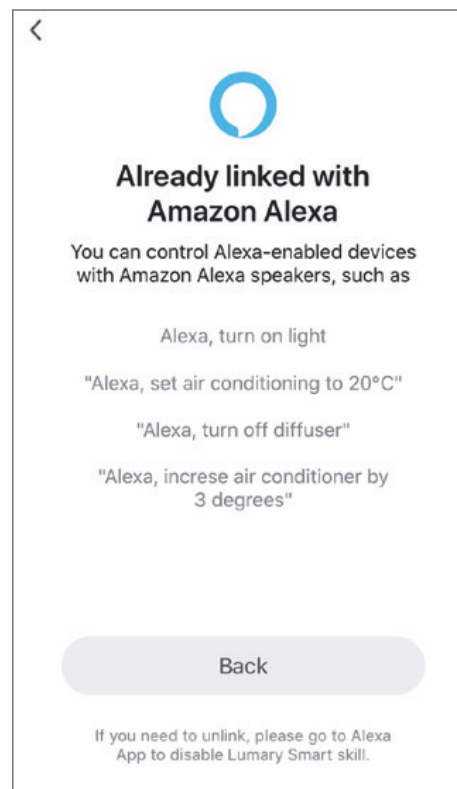 Already linked with
Amazon Alexa
You can control Alexa-enabled devices
with Amazon Alexa speakers, such as
Alexa, turn on light
"Alexa, set air conditioning to 20°C"
"Alexa, turn off diffuser"
"Alexa, increse air conditioner by
3 degrees"
Back
If you need to unlink, please go to Alexa
App to disable Lumary Smart skill.